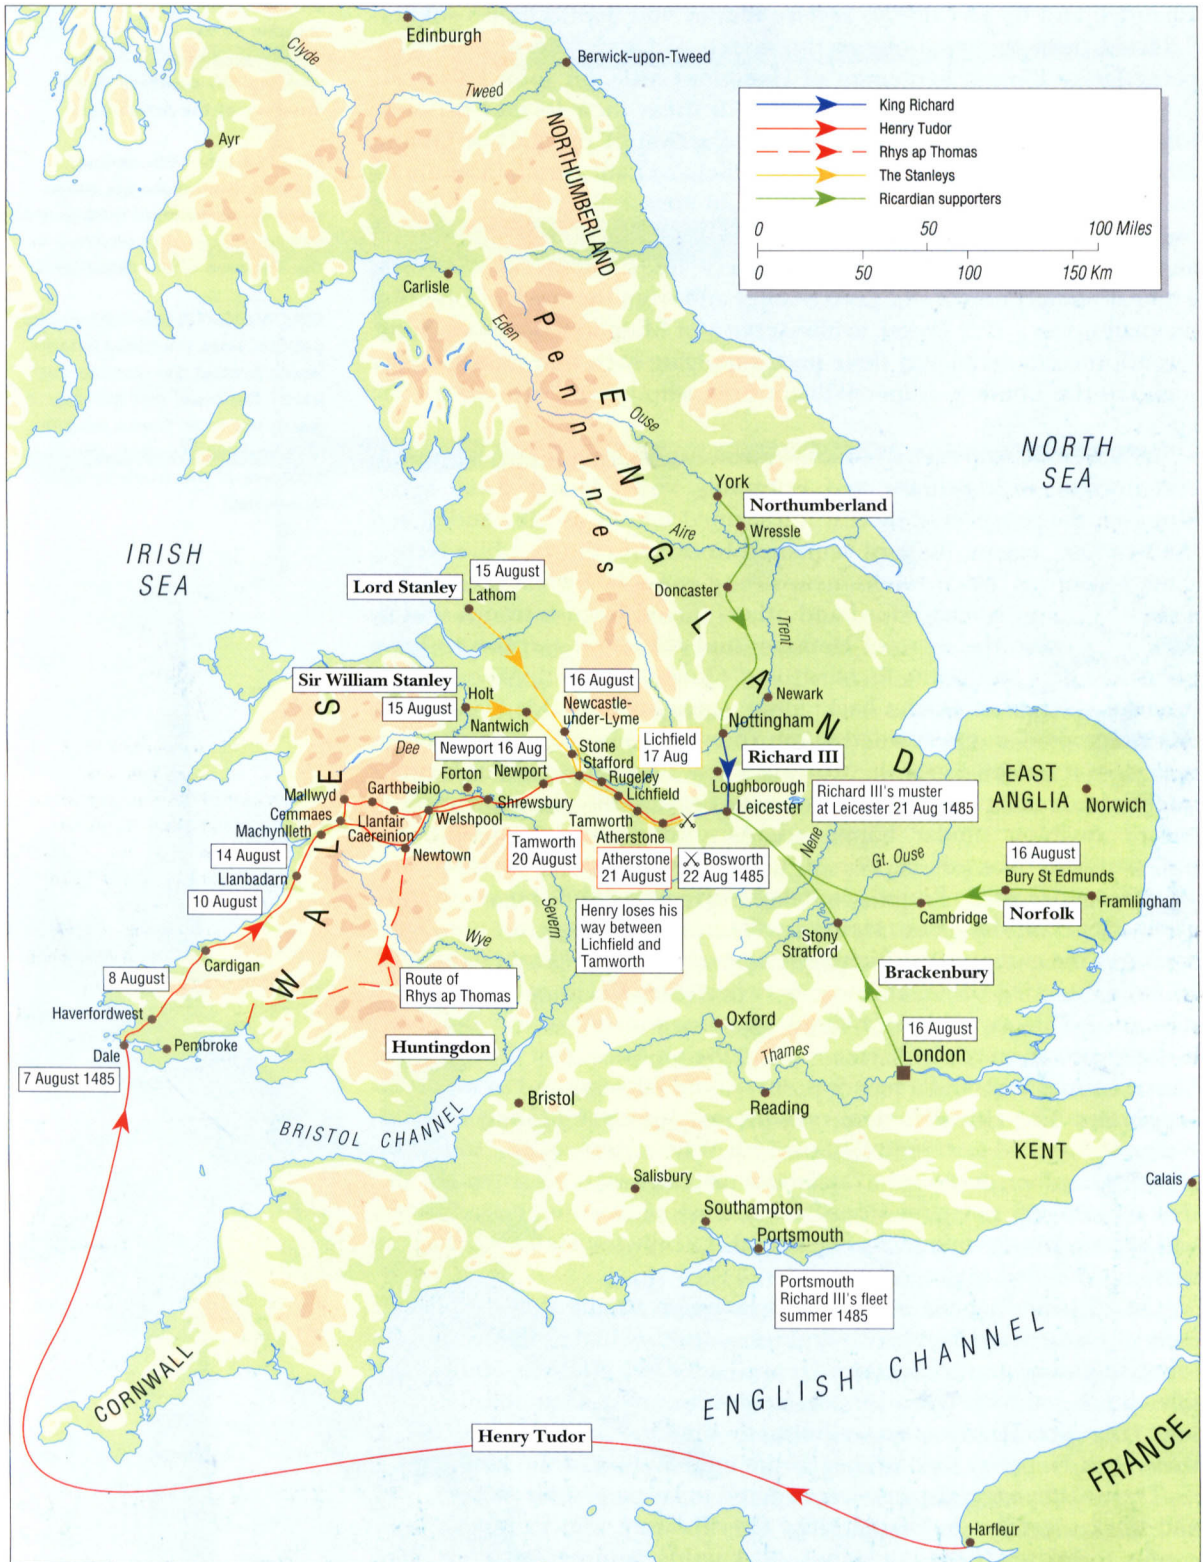 Edinburgh
Clyde
Berwick-upon-Tweed
Tweed
Ayr
NORTHUMBERLAND
King Richard
Henry Tudor
Rhys ap Thomas
The Stanleys
Ricardian supporters
0 50 100 Miles
0 50 100 150 Km
Carlisle
Eden
Pennines
ENGLAND
Ouse
NORTH
SEA
York
Northumberland
Wressle
Aire
IRISH
SEA
15 August
Lord Stanley
Lathom
Doncaster
Trent
Sir William Stanley
Holt
15 August
Nantwich
16 August
Newcastle-
under-Lyme
Newark
Nottingham
WALES
Dee
Newport 16 Aug
Stone
Stafford
Lichfield
17 Aug
Richard III
Forton
Newport
Rugeley
Loughborough
Richard III's muster
at Leicester 21 Aug 1485
EAST
ANGLIA
Norwich
Mallwyd
Garthbeibio
Shrewsbury
Lichfield
Leicester
Cemmaes
Llanfair
Caereinion
Welshpool
Tamworth
Atherstone
Machynlleth
Newtown
14 August
Tamworth
20 August
Atherstone
21 August
Bosworth
22 Aug 1485
Nene
Gt. Ouse
16 August
Bury St Edmunds
Llanbadarn
10 August
Framlingham
Cambridge
Norfolk
Severn
Henry loses his
way between
Lichfield and
Tamworth
Stony
Stratford
Wye
Cardigan
8 August
Route of
Rhys ap Thomas
Brackenbury
Haverfordwest
Oxford
16 August
Dale
Pembroke
Huntingdon
Thames
London
7 August 1485
Bristol
Reading
BRISTOL CHANNEL
KENT
Salisbury
Calais
Southampton
Portsmouth
Portsmouth
Richard III's fleet
summer 1485
CORNWALL
ENGLISH CHANNEL
Henry Tudor
FRANCE
Harfleur